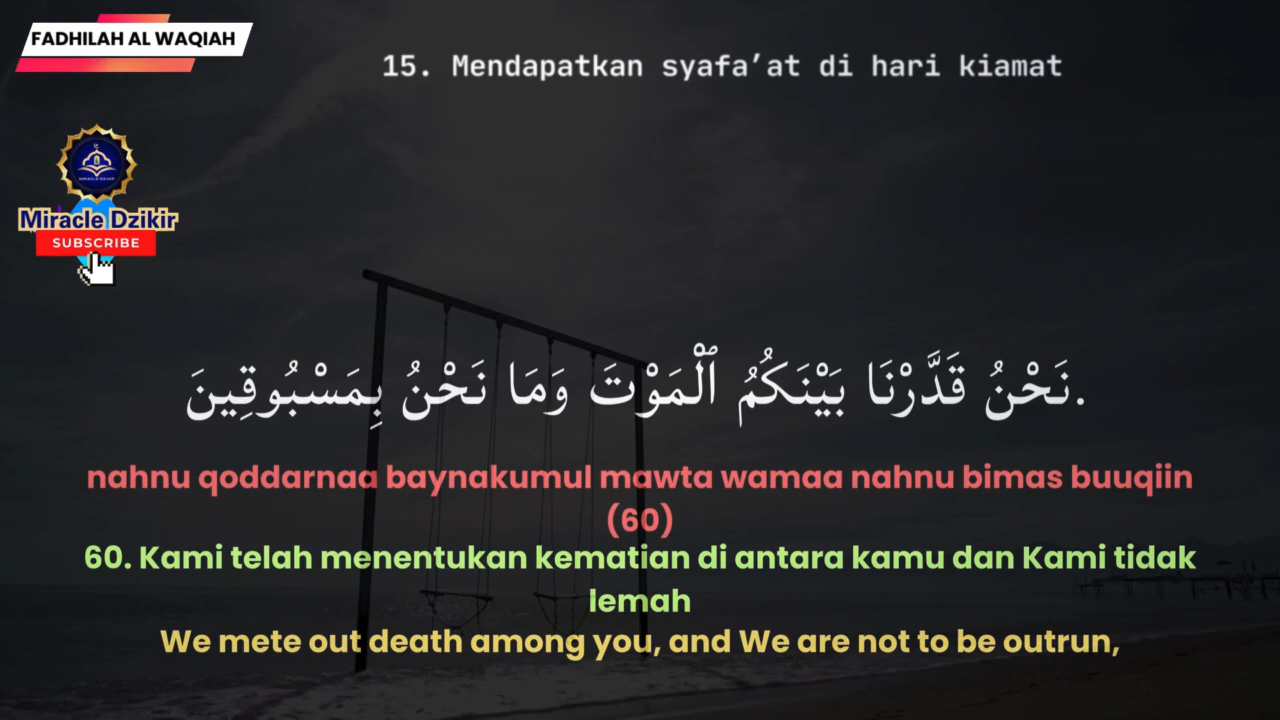 FADHILAH AL WAQIAH
15. Mendapatkan syafa’at di hari kiamat
MIRACLE DZIKIR
Miracle Dzikir
SUBSCRIBE
نَحْنُ قَدَّرْنَا بَيْنَكُمُ ٱلْمَوْتَ وَمَا نَحْنُ بِمَسْبُوقِينَ.
nahnu qoddarnaa baynakumul mawta wamaa nahnu bimas buuqiin
(60)
60. Kami telah menentukan kematian di antara kamu dan Kami tidak
lemah
We mete out death among you, and We are not to be outrun,